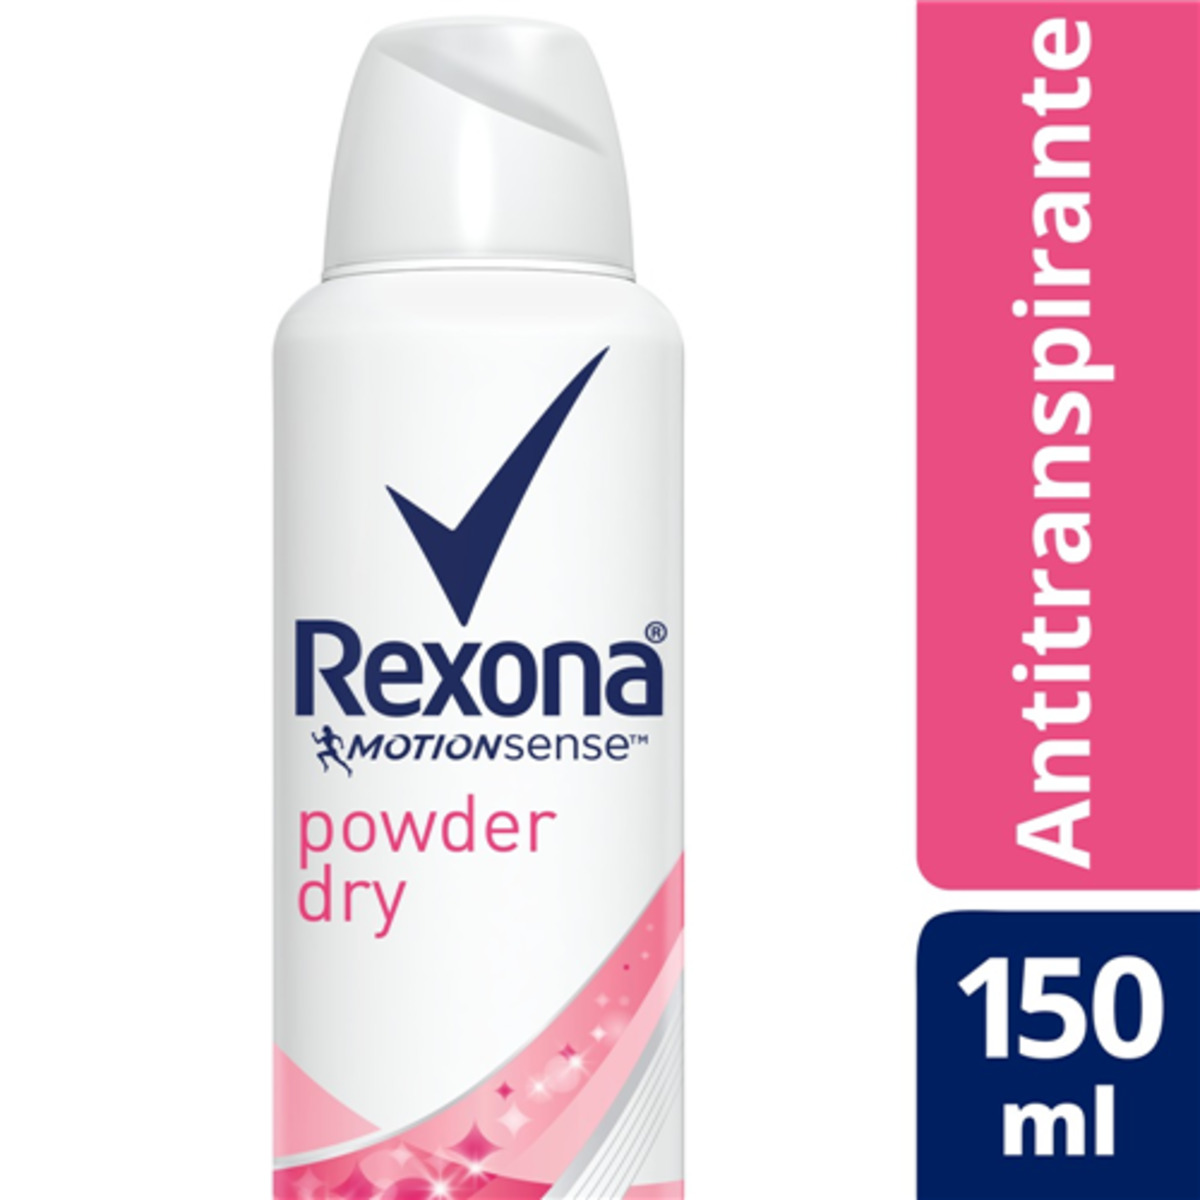 Rexona®
MOTIONsense™
powder
dry
Antitranspirante
150
ml